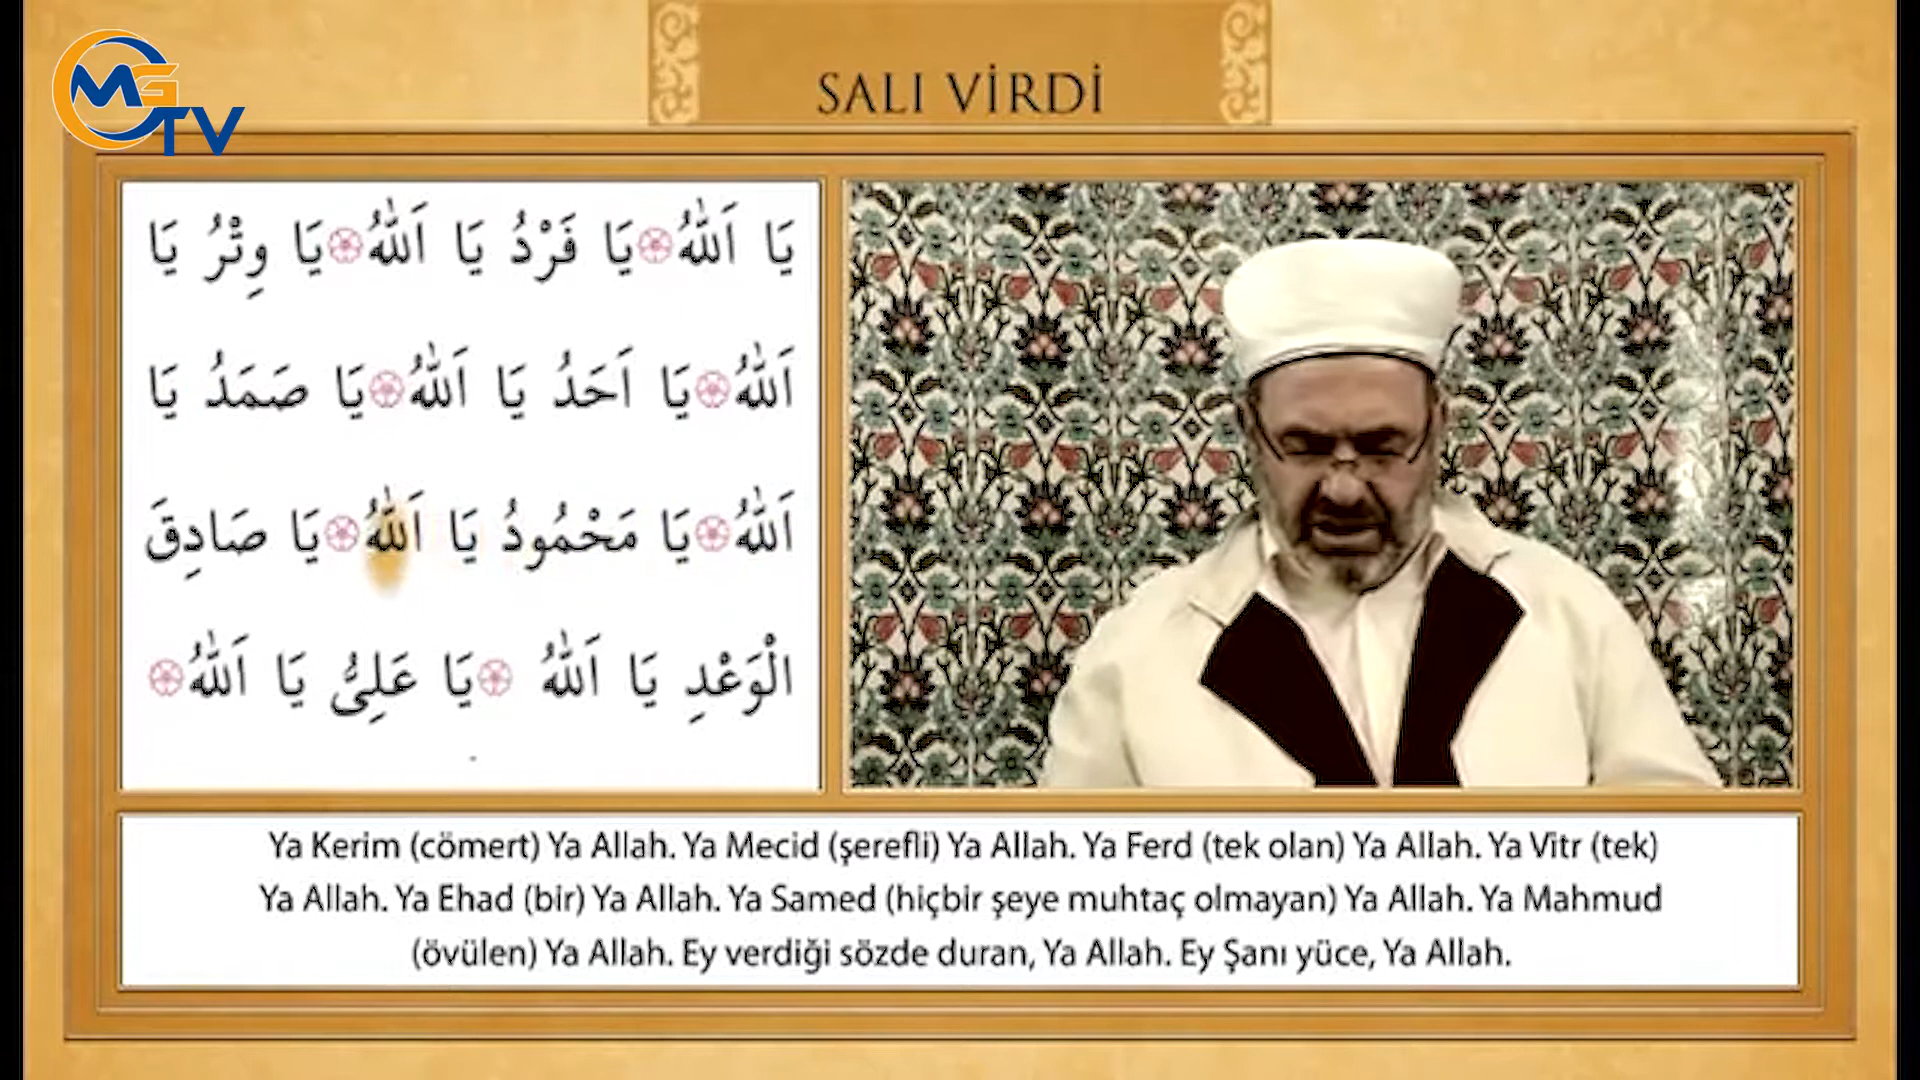 MG TV
SALI VİRDİ
يَا اَللّٰهُ ۞ يَا فَرْدُ يَا اَللّٰهُ ۞ يَا وِتْرُ يَا
اَللّٰهُ ۞ يَا اَحَدُ يَا اَللّٰهُ ۞ يَا صَمَدُ يَا
اَللّٰهُ ۞ يَا مَحْمُودُ يَا اَللّٰهُ ۞ يَا صَادِقَ
الْوَعْدِ يَا اَللّٰهُ ۞ يَا عَلِىُّ يَا اَللّٰهُ ۞
Ya Kerim (cömert) Ya Allah. Ya Mecid (şerefli) Ya Allah. Ya Ferd (tek olan) Ya Allah. Ya Vitr (tek)
Ya Allah. Ya Ehad (bir) Ya Allah. Ya Samed (hiçbir şeye muhtaç olmayan) Ya Allah. Ya Mahmud
(övülen) Ya Allah. Ey verdiği sözde duran, Ya Allah. Ey Şanı yüce, Ya Allah.